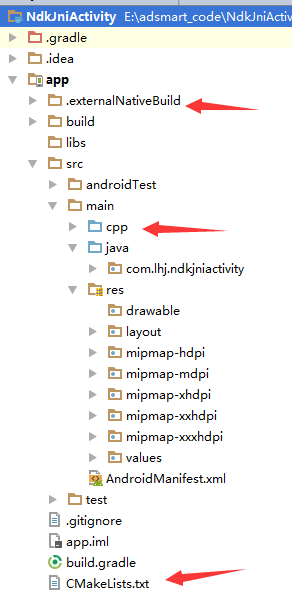 NdkJniActivity E:\adsmart_code\NdkJniActiv
.gradle
.idea
app
.externalNativeBuild
build
libs
src
androidTest
main
cpp
java
com.lhj.ndkjniactivity
res
drawable
layout
mipmap-hdpi
mipmap-mdpi
mipmap-xhdpi
mipmap-xxhdpi
mipmap-xxxhdpi
values
AndroidManifest.xml
test
.gitignore
app.iml
build.gradle
CMakeLists.txt